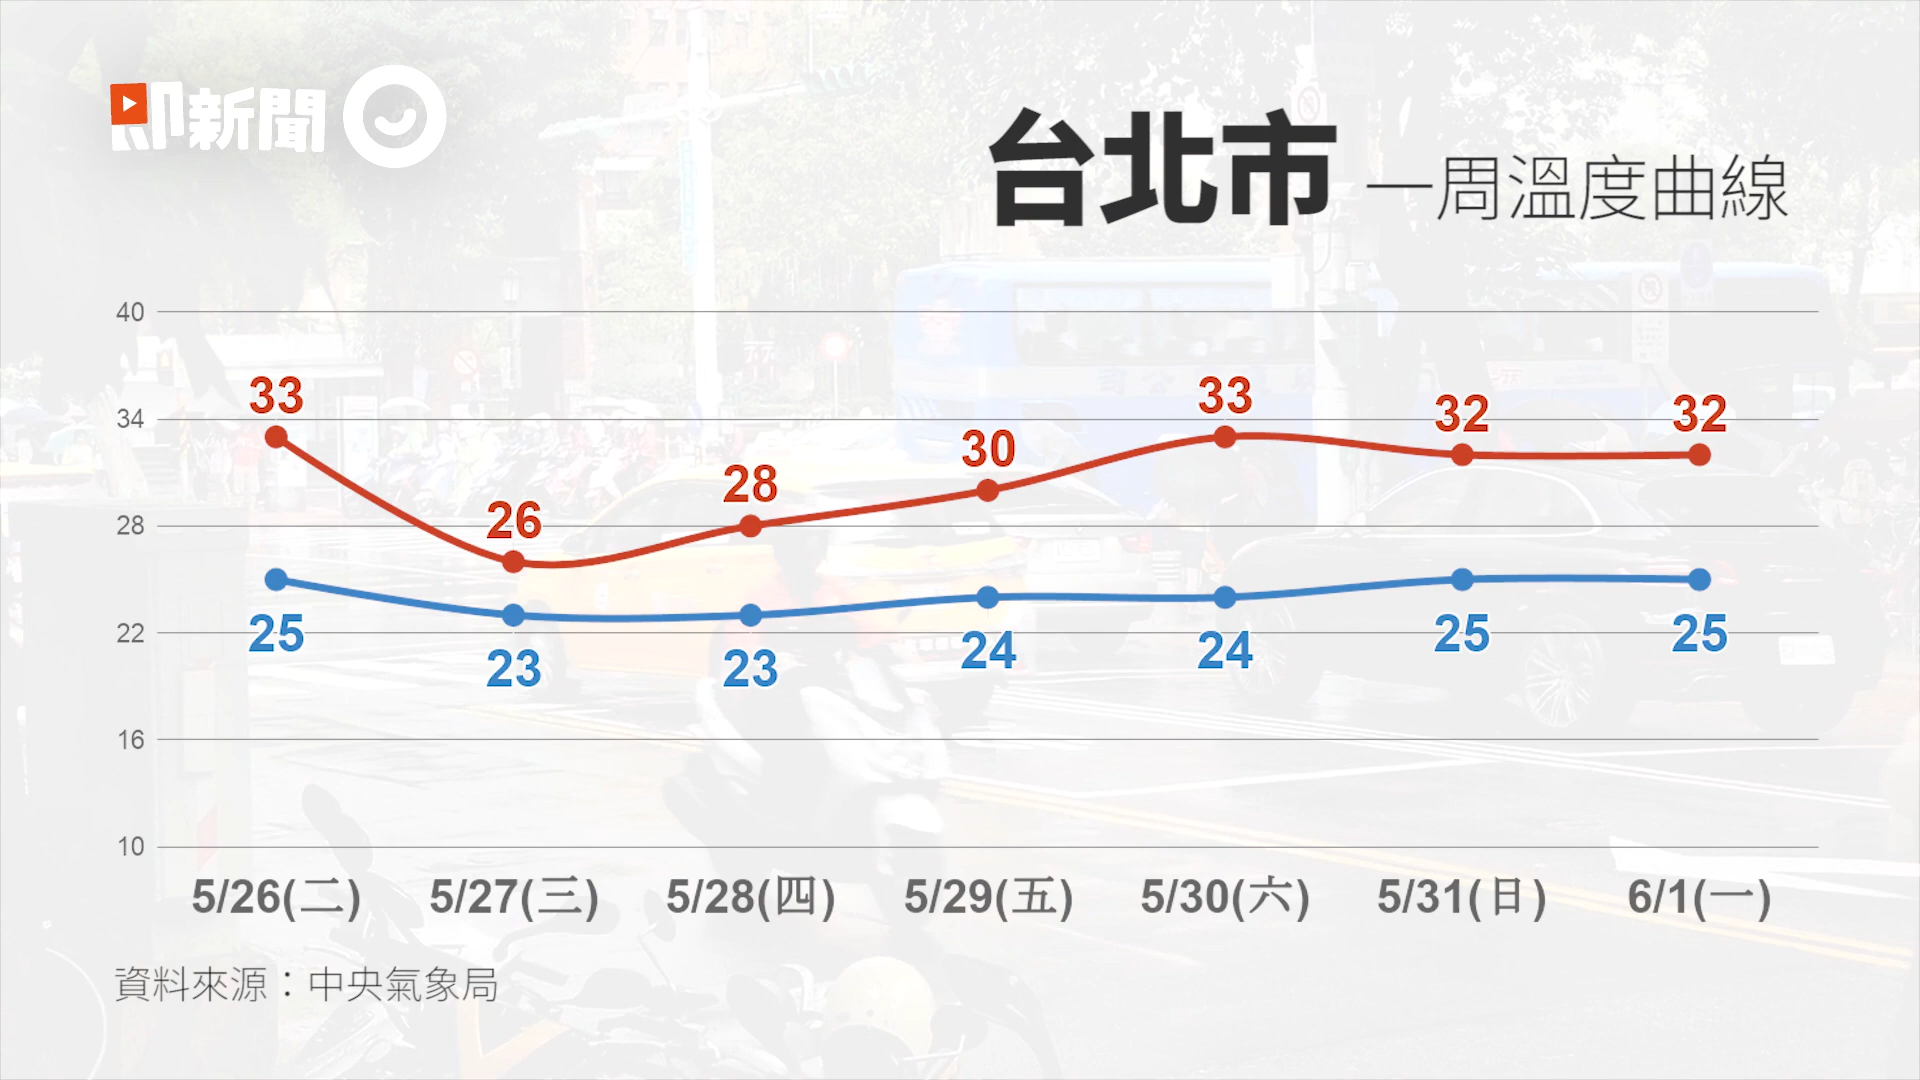 即新聞
台北市 一周溫度曲線
40
34
28
22
16
10
33 26 28 30 33 32 32
25 23 23 24 24 25 25
5/26(二) 5/27(三) 5/28(四) 5/29(五) 5/30(六) 5/31(日) 6/1(一)
資料來源：中央氣象局